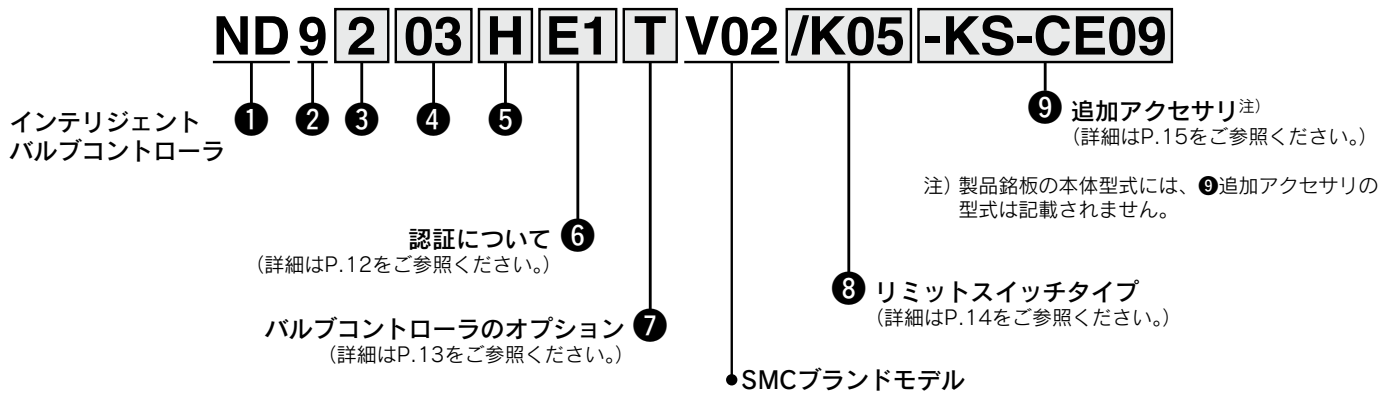 ND 9 2 03 H E1 T V02 /K05 -KS-CE09
インテリジェント
バルブコントローラ
❶ ❷ ❸ ❹ ❺
❾ 追加アクセサリ注)
(詳細はP.15をご参照ください。)
注) 製品銘板の本体型式には、❾追加アクセサリの
型式は記載されません。
認証について ❻
(詳細はP.12をご参照ください。)
❽ リミットスイッチタイプ
(詳細はP.14をご参照ください。)
バルブコントローラのオプション ❼
(詳細はP.13をご参照ください。)
SMCブランドモデル